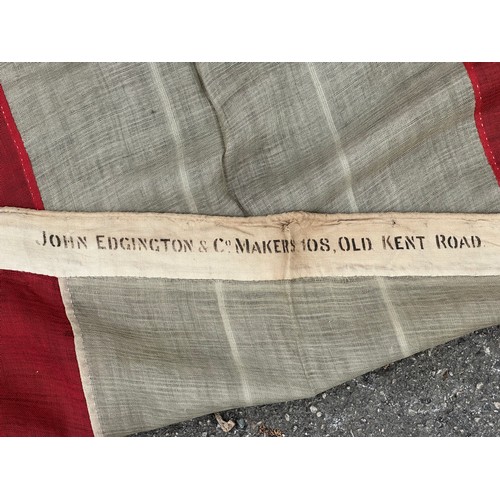 JOHN EDGINGTON & Co MAKERS 108, OLD KENT ROAD